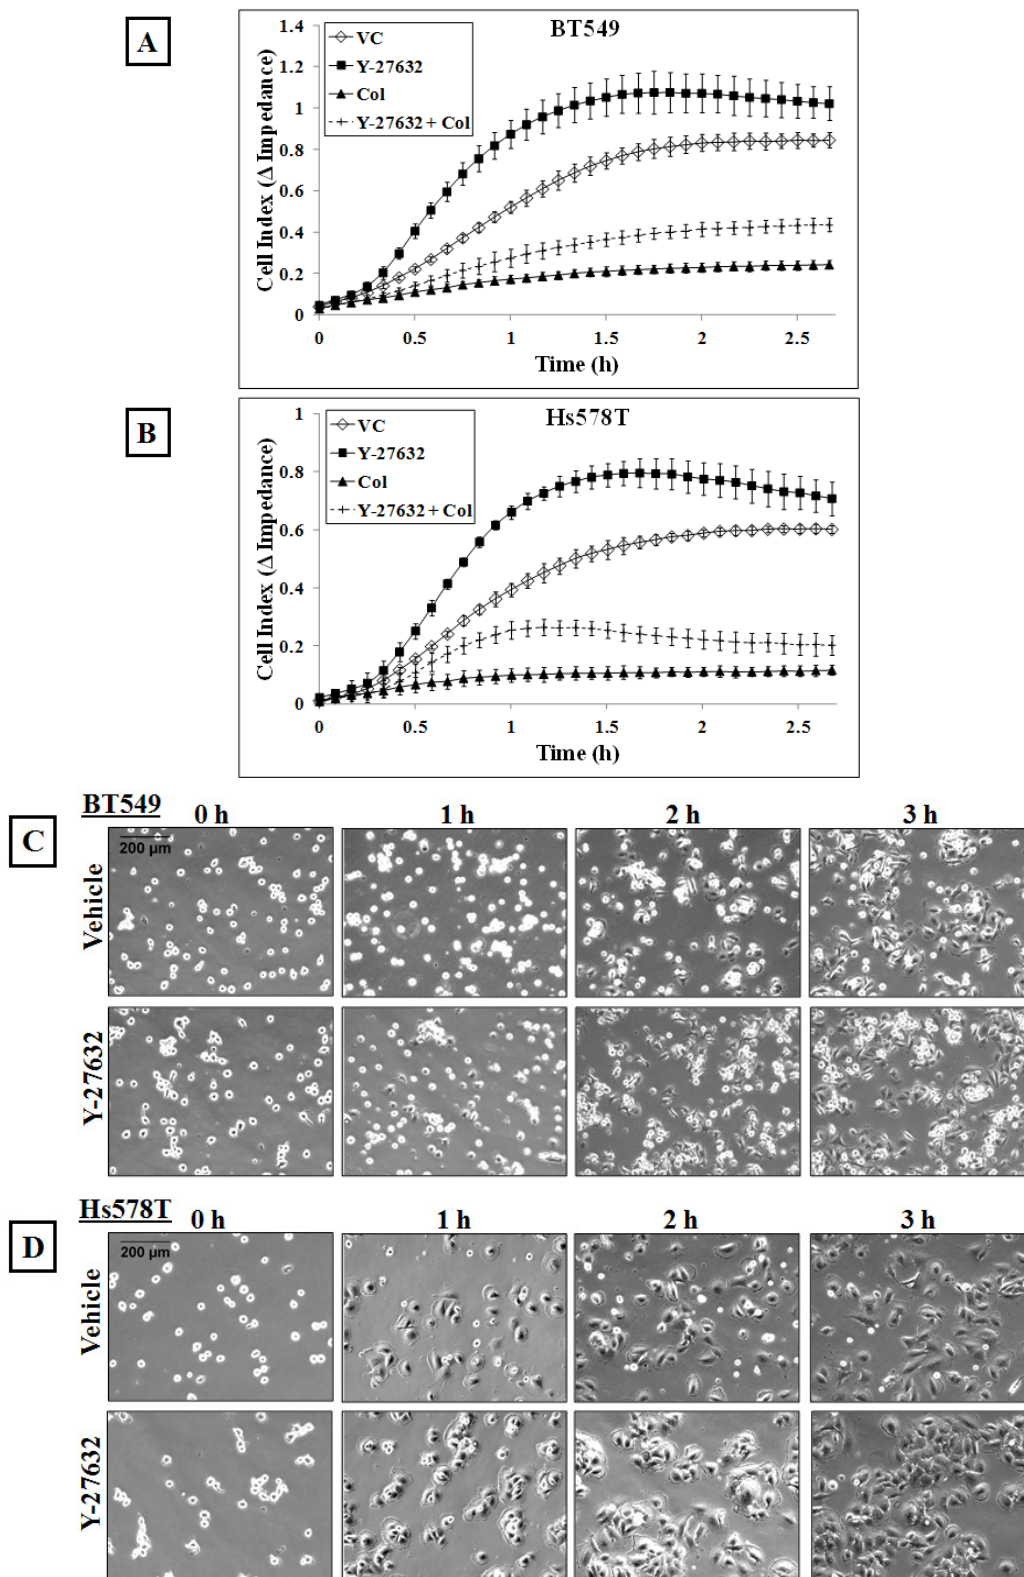 A
BT549
VC
Y-27632
Col
Y-27632 + Col
Cell Index (Δ Impedance)
1.4
1.2
1
0.8
0.6
0.4
0.2
0
0 0.5 1 1.5 2 2.5
Time (h)
B
Hs578T
VC
Y-27632
Col
Y-27632 + Col
Cell Index (Δ Impedance)
1
0.8
0.6
0.4
0.2
0
0 0.5 1 1.5 2 2.5
Time (h)
C
BT549
0 h 1 h 2 h 3 h
200 µm
Vehicle
Y-27632
D
Hs578T
0 h 1 h 2 h 3 h
200 µm
Vehicle
Y-27632